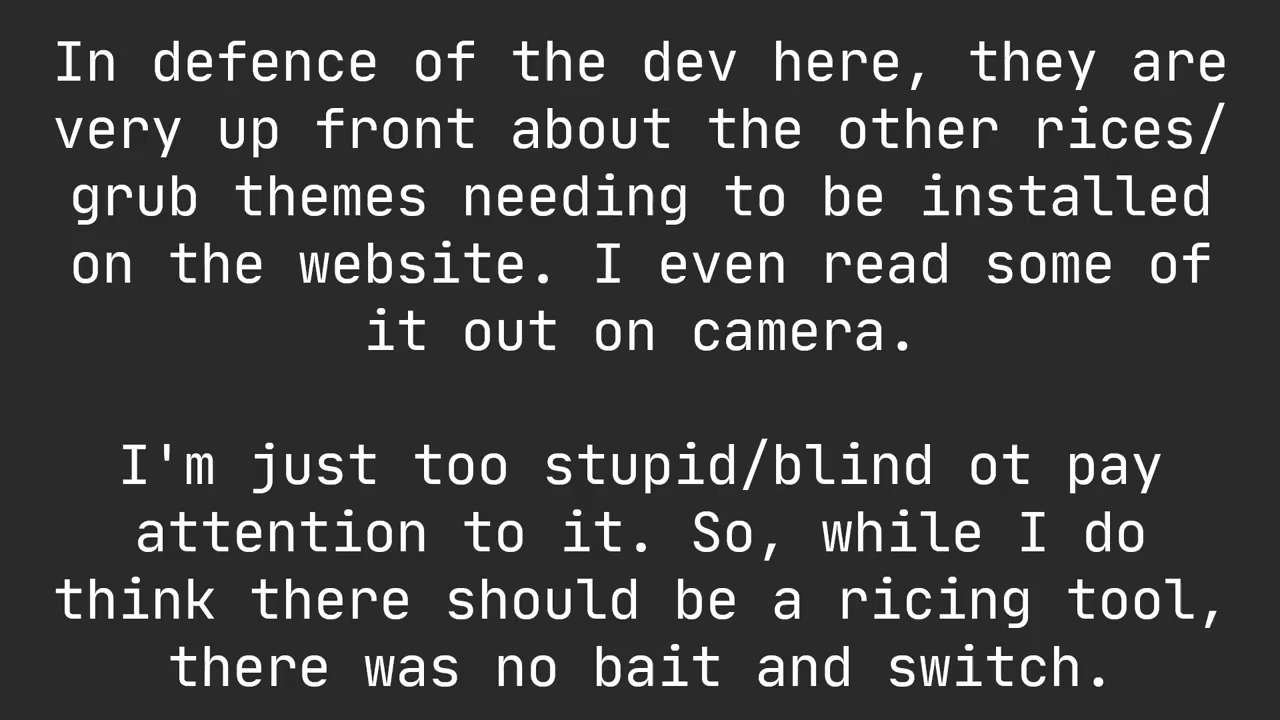 In defence of the dev here, they are
very up front about the other rices/
grub themes needing to be installed
on the website. I even read some of
it out on camera.
I'm just too stupid/blind ot pay
attention to it. So, while I do
think there should be a ricing tool,
there was no bait and switch.